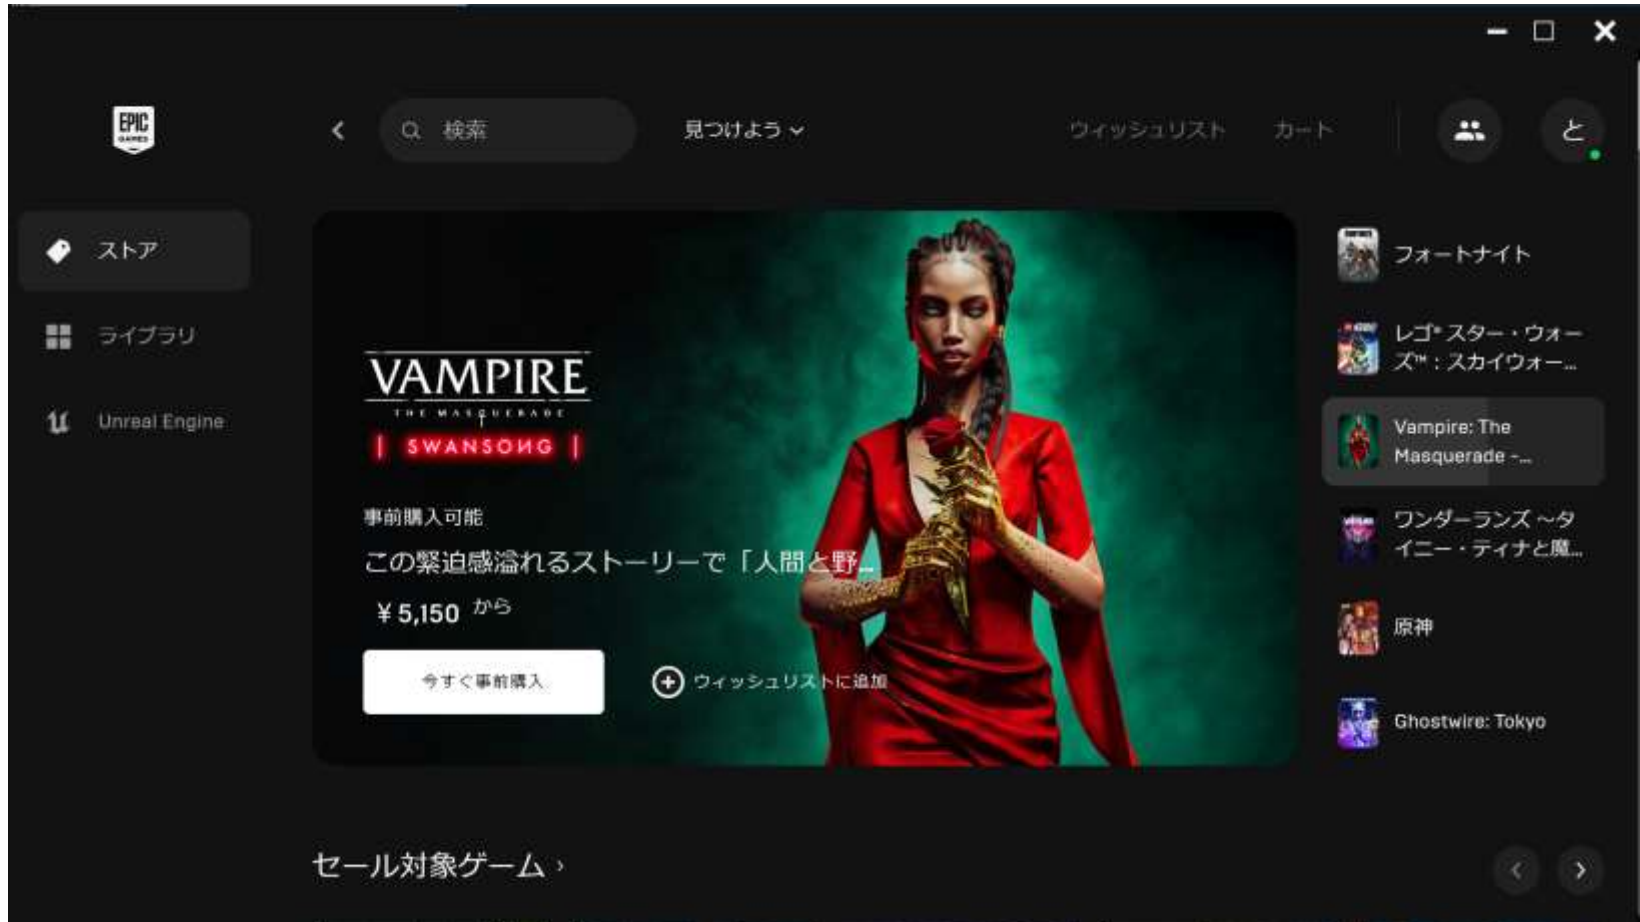 EPIC
GAMES
検索
見つけよう
ウィッシュリスト
カート
と
ストア
ライブラリ
Unreal Engine
VAMPIRE
THE MASQUERADE
SWANSONG
事前購入可能
この緊迫感溢れるストーリーで「人間と野...
¥5,150 から
今すぐ事前購入
ウィッシュリストに追加
フォートナイト
レゴ® スター・ウォー
ズ™：スカイウォー...
Vampire: The
Masquerade -...
ワンダーランズ ～タ
イニー・ティナと魔...
原神
Ghostwire: Tokyo
セール対象ゲーム